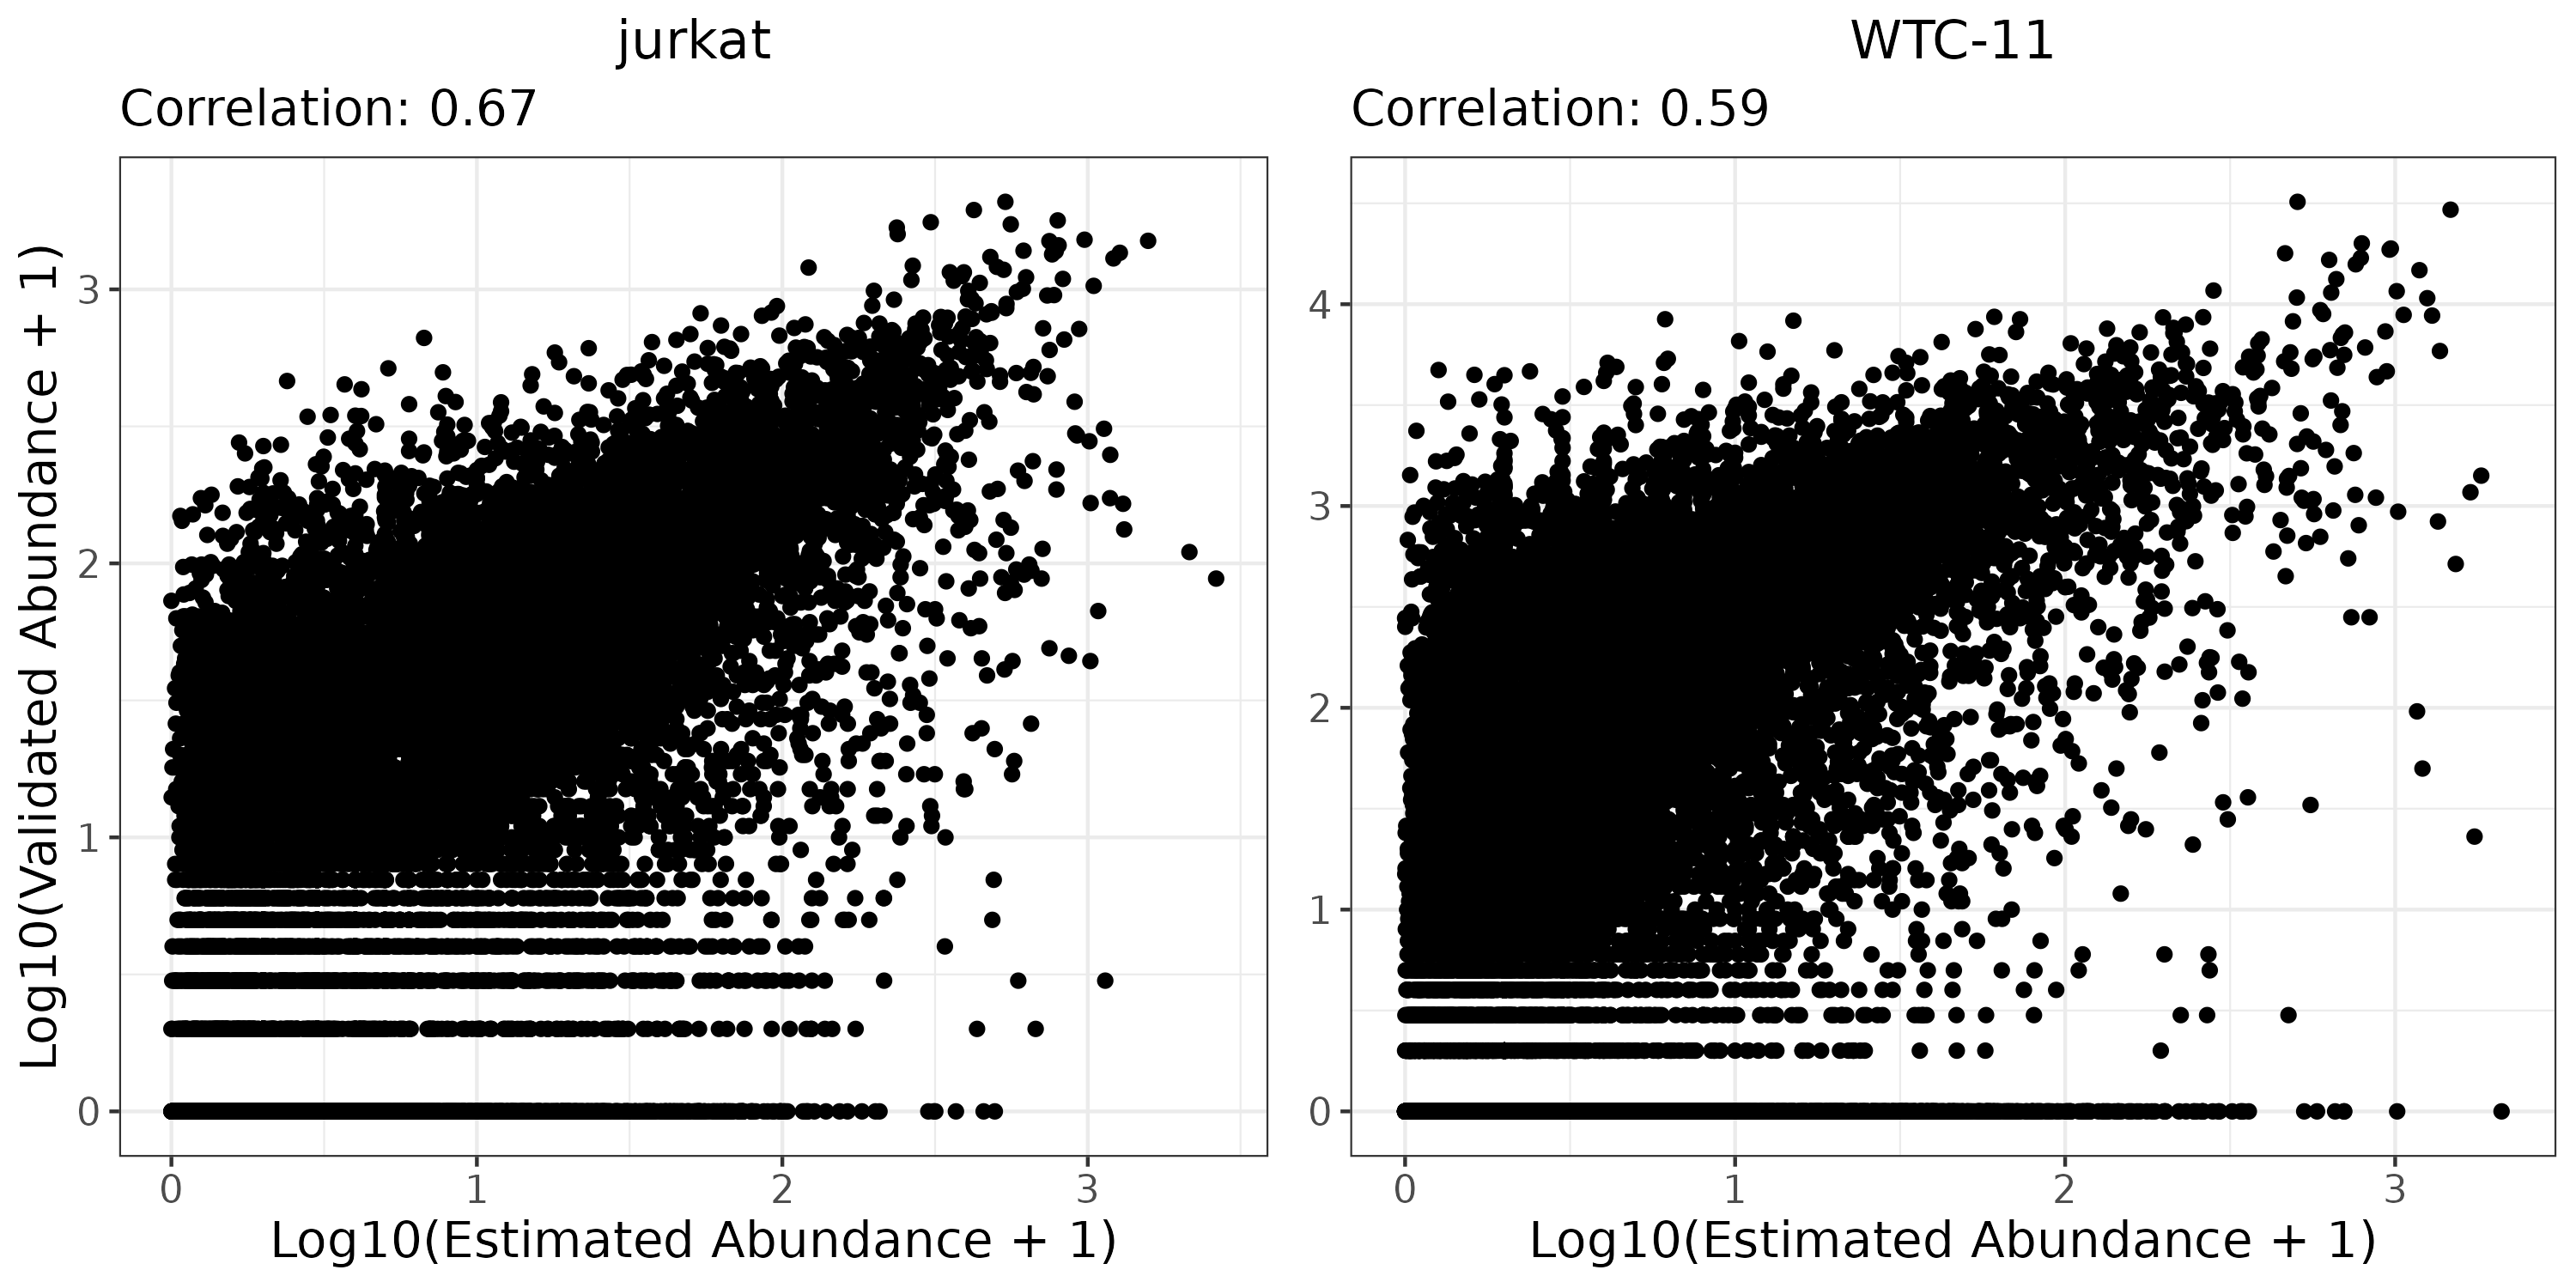 jurkat
Correlation: 0.67
Log10(Validated Abundance + 1)
3
2
1
0
0 1 2 3
Log10(Estimated Abundance + 1)
WTC-11
Correlation: 0.59
4
3
2
1
0
0 1 2 3
Log10(Estimated Abundance + 1)